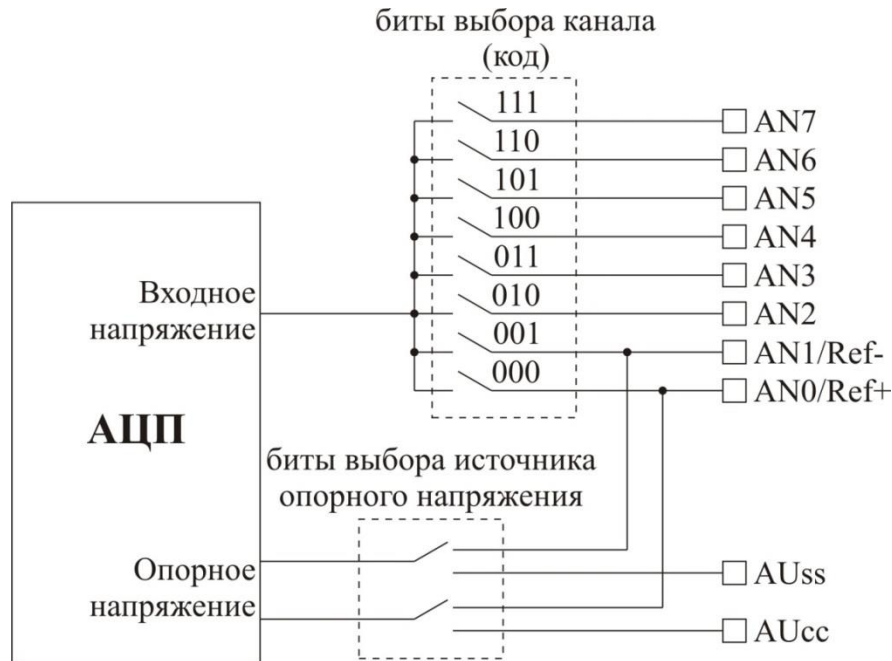 биты выбора канала
(код)
111
AN7
110
AN6
101
AN5
100
AN4
011
AN3
010
AN2
001
AN1/Ref-
000
AN0/Ref+
Входное
напряжение
АЦП
биты выбора источника
опорного напряжения
Опорное
напряжение
AUss
AUcc